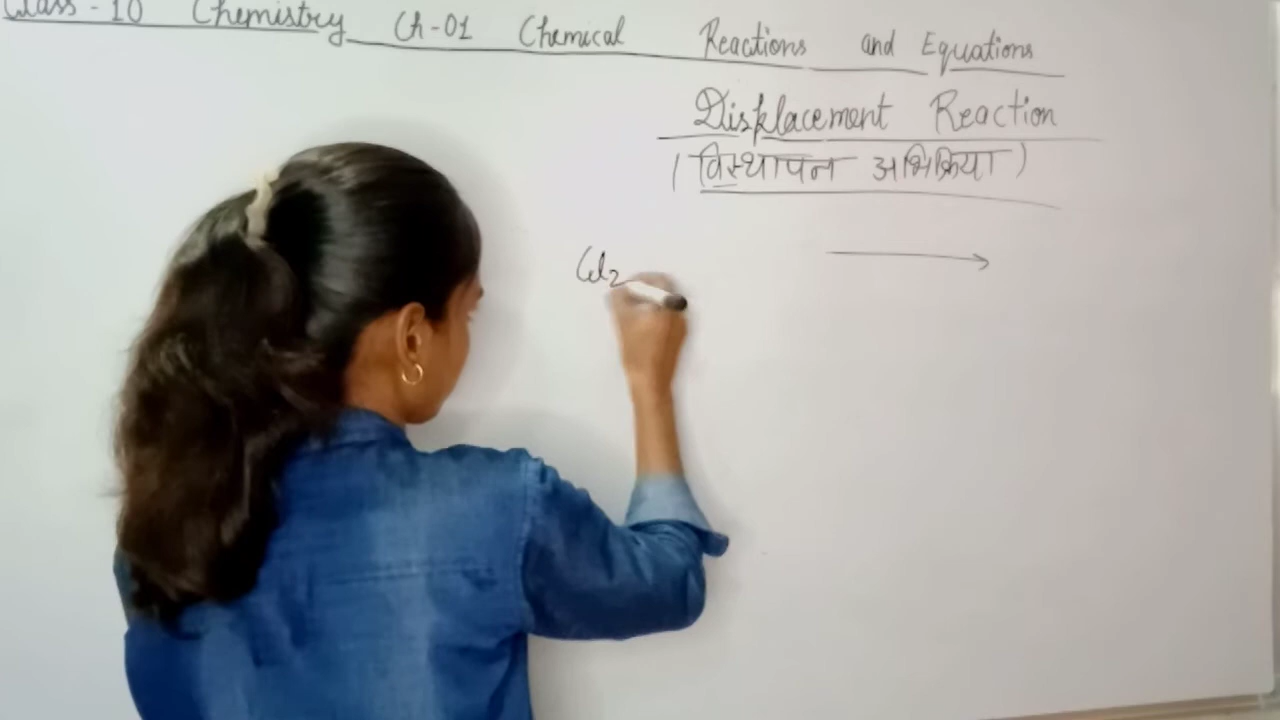 Class - 10 Chemistry Ch-01 Chemical Reactions and Equations
Displacement Reaction
(विस्थापन अभिक्रिया)
Cl2 →